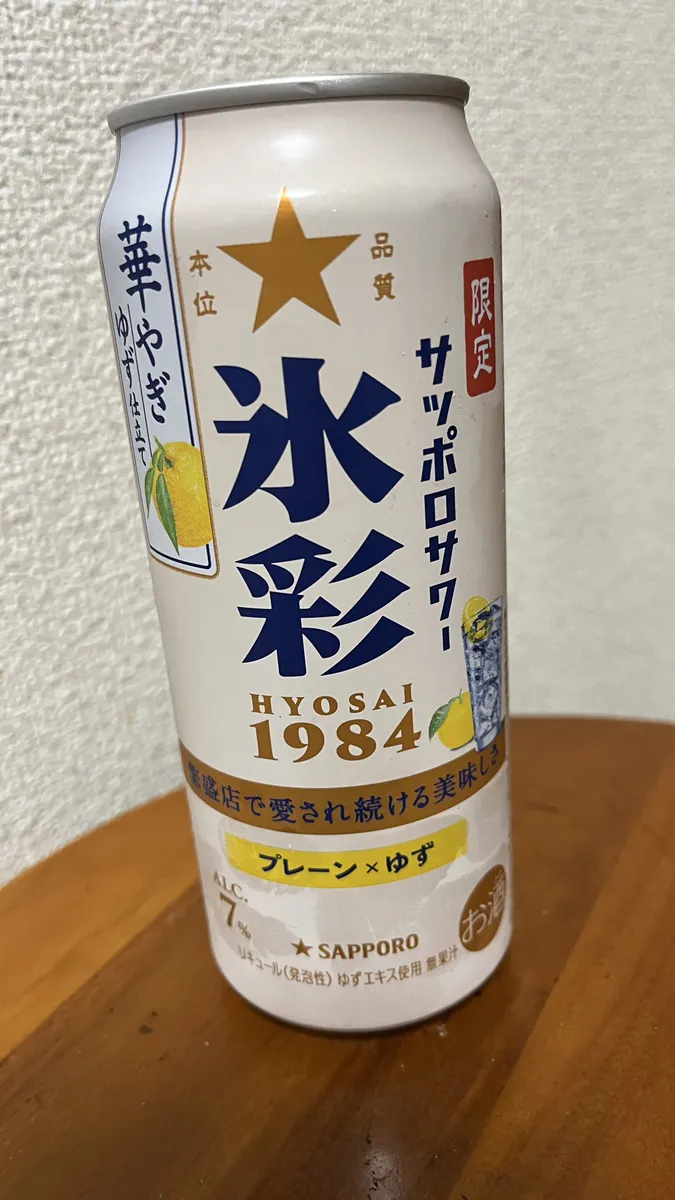 華やぎ
ゆず仕立て
本位
品質
限定
サッポロサワー
氷彩
HYOSAI
1984
繁盛店で愛され続ける美味しさ
プレーン×ゆず
ALC.
7%
お酒
★ SAPPORO
リキュール(発泡性) ゆずエキス使用 無果汁